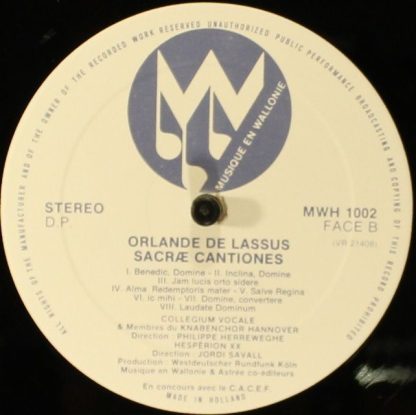 ALL RIGHTS OF THE MANUFACTURER AND OF THE OWNER OF THE RECORDED WORK RESERVED UNAUTHORIZED PUBLIC PERFORMANCE BROADCASTING AND COPYING OF THIS RECORD PROHIBITED
MUSIQUE EN WALLONIE
STEREO
D.P.
MWH 1002
FACE B
(VR 21408)
ORLANDE DE LASSUS
SACRÆ CANTIONES
I. Benedic, Domine - II. Inclina, Domine
III. Jam lucis orto sidere
IV. Alma Redemptoris mater - V. Salve Regina
VI. ic mihi - VII. Domine, convertere
VIII. Laudate Dominum
COLLEGIUM VOCALE
& Membres du KNABENCHOR HANNOVER
Direction : PHILIPPE HERREWEGHE
HESPÈRION XX
Direction : JORDI SAVALL
Production : Westdeutscher Rundfunk Köln
Musique en Wallonie & Astrée co-éditeurs
En concours avec le C.A.C.E.F.
MADE IN HOLLAND